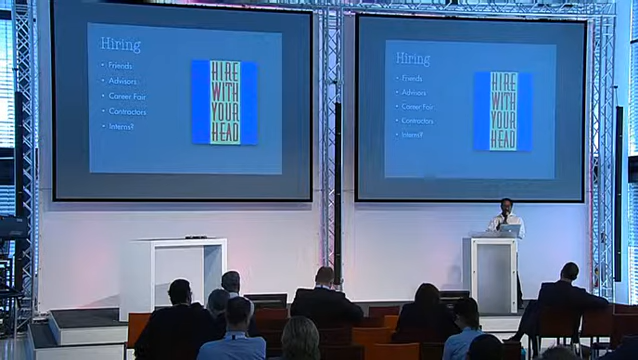 Hiring
• Friends
• Advisors
• Career Fair
• Contractors
• Interns?
HIRE
WITH
YOUR
HEAD
Hiring
• Friends
• Advisors
• Career Fair
• Contractors
• Interns?
HIRE
WITH
YOUR
HEAD